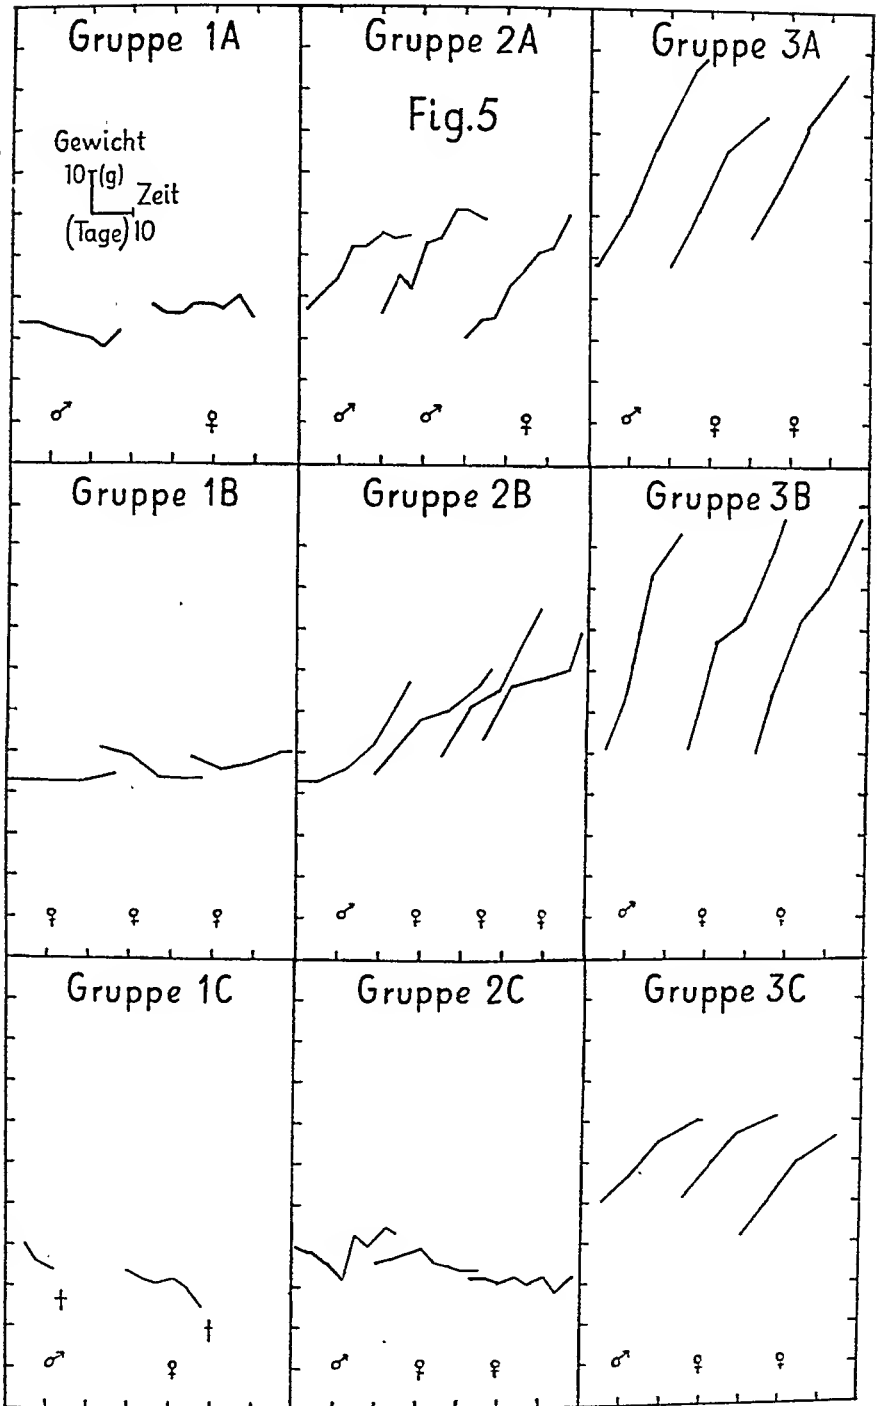 Gruppe 1A
Gruppe 2A
Gruppe 3A
Fig.5
Gewicht
10 (g)
Zeit
(Tage) 10
♂ ♀
♂ ♂ ♀
♂ ♀ ♀
Gruppe 1B
Gruppe 2B
Gruppe 3B
♀ ♀ ♀
♂ ♀ ♀ ♀
♂ ♀ ♀
Gruppe 1C
Gruppe 2C
Gruppe 3C
† †
♂ ♀
♂ ♀ ♀
♂ ♀ ♀